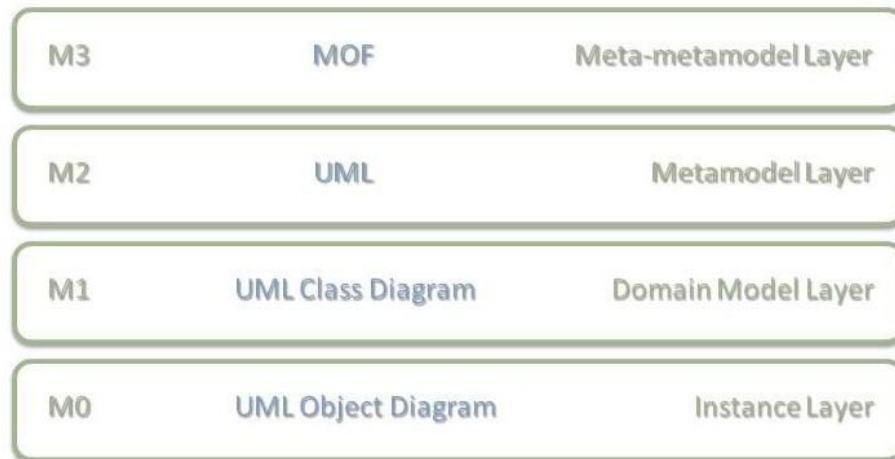 M3 MOF Meta-metamodel Layer
M2 UML Metamodel Layer
M1 UML Class Diagram Domain Model Layer
M0 UML Object Diagram Instance Layer